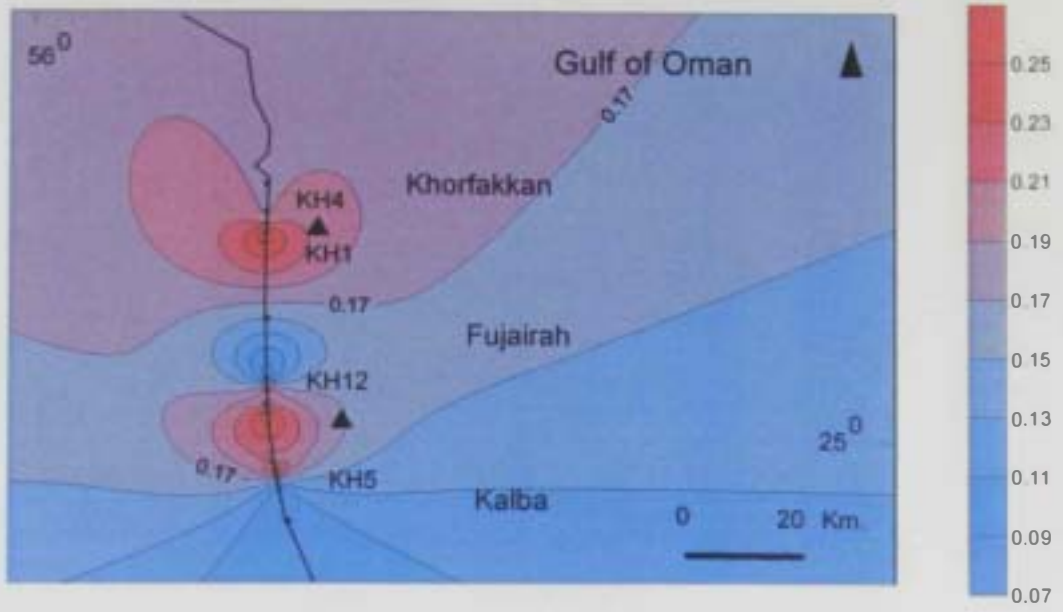 56⁰
Gulf of Oman
0.17
Khorfakkan
KH4
KH1
0.17
Fujairah
KH12
25⁰
0.17
KH5
Kalba
0 20 Km.
0.25
0.23
0.21
0.19
0.17
0.15
0.13
0.11
0.09
0.07